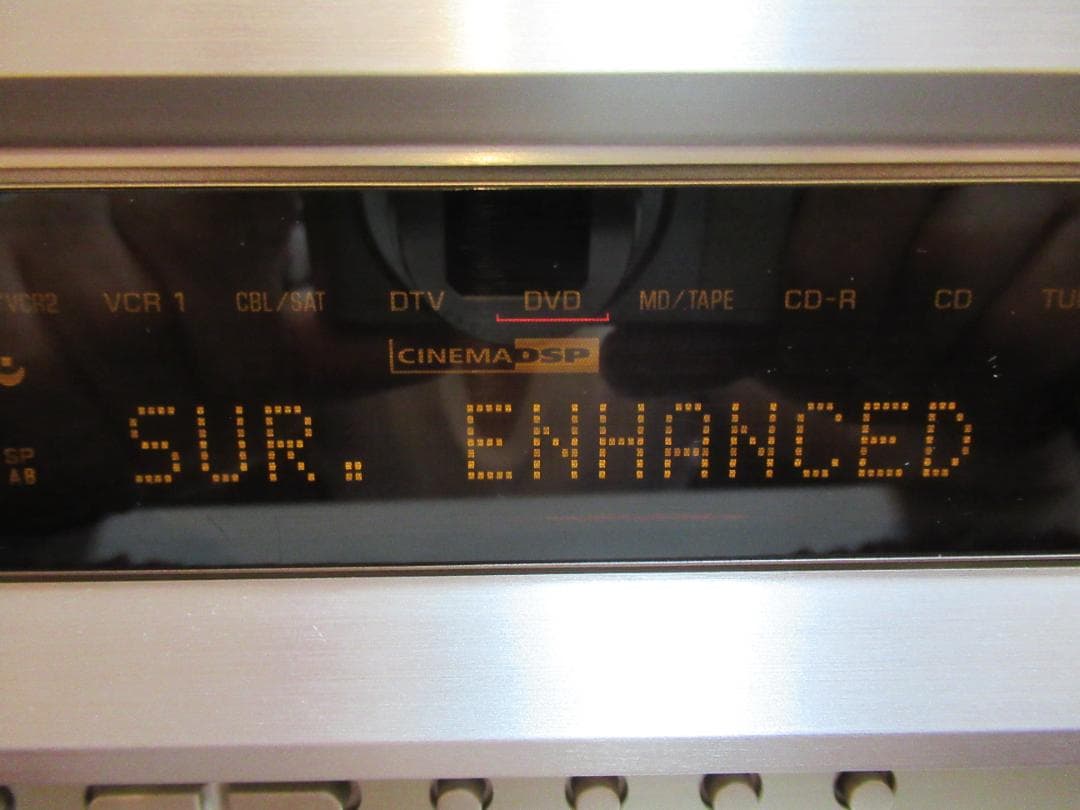 VCR2 VCR 1 CBL/SAT DTV DVD MD/TAPE CD-R CD
CINEMA DSP
SUR. ENHANCED
SP
AB